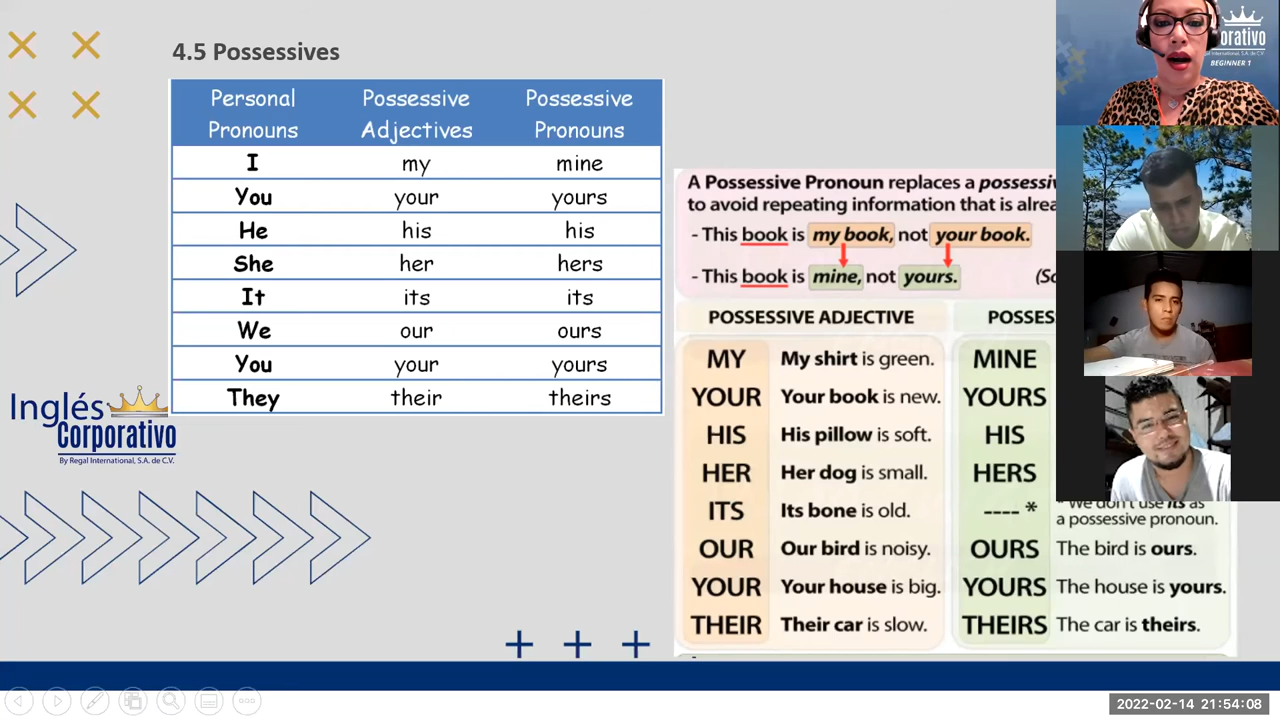 4.5 Possessives
Personal Pronouns Possessive Adjectives Possessive Pronouns
I my mine
You your yours
He his his
She her hers
It its its
We our ours
You your yours
They their theirs
Inglés
Corporativo
By Regal International, S.A. de C.V.
A Possessive Pronoun replaces a
to avoid repeating information that is
- This book is my book, not your book.
- This book is mine, not yours.
POSSESSIVE ADJECTIVE
MY My shirt is green. MINE
YOUR Your book is new. YOURS
HIS His pillow is soft. HIS
HER Her dog is small. HERS
ITS Its bone is old. ---- * * We don't use its as
a possessive pronoun.
OUR Our bird is noisy. OURS The bird is ours.
YOUR Your house is big. YOURS The house is yours.
THEIR Their car is slow. THEIRS The car is theirs.
BEGINNER 1
2022-02-14 21:54:08